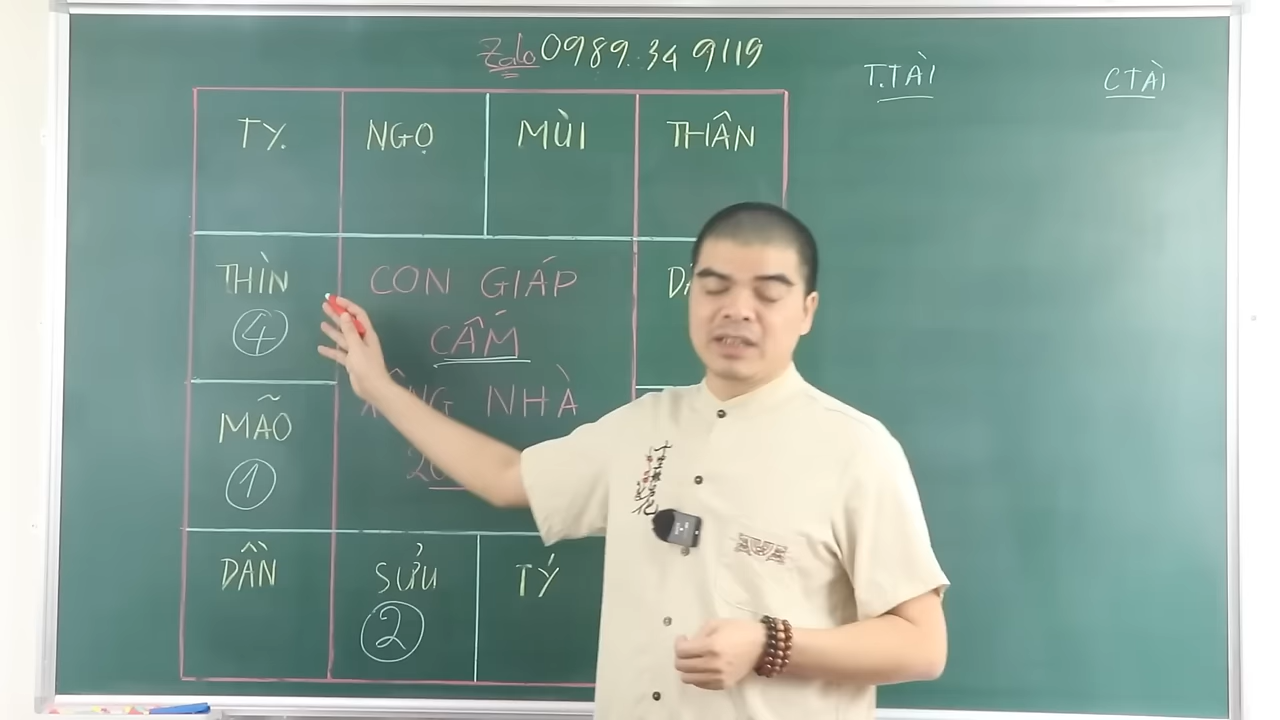 Zalo 0989.34 9119
T.TÀI
CTÀI
TỴ.
NGỌ
MÙI
THÂN
THÌN
④
CON GIÁP
CẤM
NHÀ
MÃO
①
DẦN
SỬU
②
TÝ